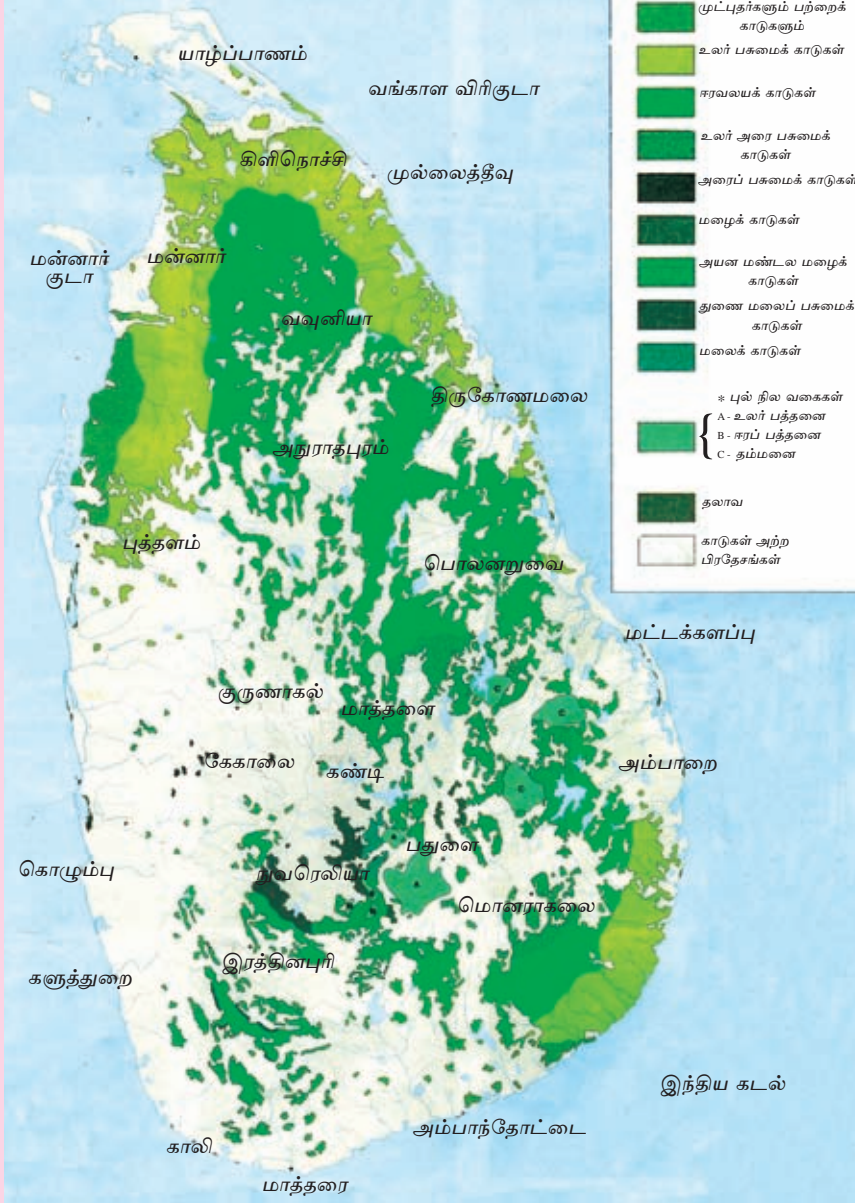 முட்புதர்களும் பற்றைக்
காடுகளும்
உலர் பசுமைக் காடுகள்
ஈரவலயக் காடுகள்
உலர் அரை பசுமைக்
காடுகள்
அரைப் பசுமைக் காடுகள்
மழைக் காடுகள்
அயன மண்டல மழைக்
காடுகள்
துணை மலைப் பசுமைக்
காடுகள்
மலைக் காடுகள்
* புல் நில வகைகள்
A - உலர் பத்தனை
B - ஈரப் பத்தனை
C - தம்மனை
தலாவ
காடுகள் அற்ற
பிரதேசங்கள்
யாழ்ப்பாணம்
வங்காள விரிகுடா
கிளிநொச்சி
முல்லைத்தீவு
மன்னார்
குடா
மன்னார்
வவுனியா
திருகோணமலை
அநுராதபுரம்
புத்தளம்
பொலனறுவை
மட்டக்களப்பு
குருணாகல்
மாத்தளை
கேகாலை
கண்டி
அம்பாறை
பதுளை
கொழும்பு
நுவரெலியா
மொனராகலை
இரத்தினபுரி
களுத்துறை
இந்திய கடல்
அம்பாந்தோட்டை
காலி
மாத்தரை